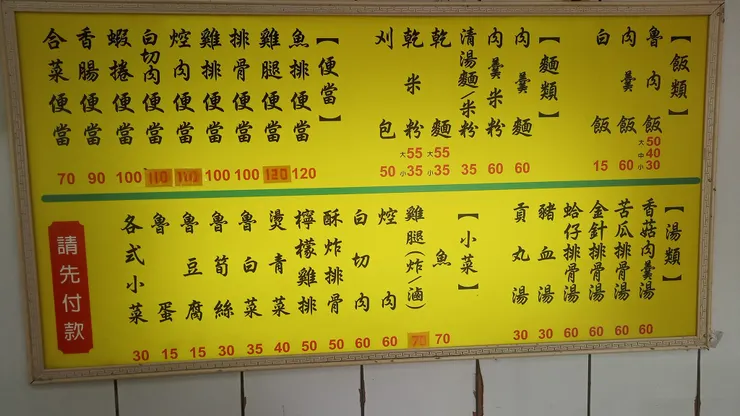 【飯類】
魯肉飯 大50 中40 小30
肉羹飯 60
白飯 15
【麵類】
肉羹麵 60
肉羹米粉 60
清湯麵/米粉 35
乾麵 大55 小35
乾米粉 大55 小35
刈包 50
【便當】
魚排便當 120
雞腿便當 120
排骨便當 100
雞排便當 100
焢肉便當 110
白切肉便當 110
蝦捲便當 100
香腸便當 90
合菜便當 70
【湯類】
香菇肉羹湯 60
苦瓜排骨湯 60
金針排骨湯 60
蛤仔排骨湯 60
豬血湯 30
貢丸湯 30
【小菜】
魚 70
雞腿(炸/滷) 70
焢肉 60
白切肉 60
酥炸排骨 50
檸檬雞排 50
燙青菜 40
魯白菜 35
魯筍絲 30
魯豆腐 15
魯蛋 15
各式小菜 30
請先付款